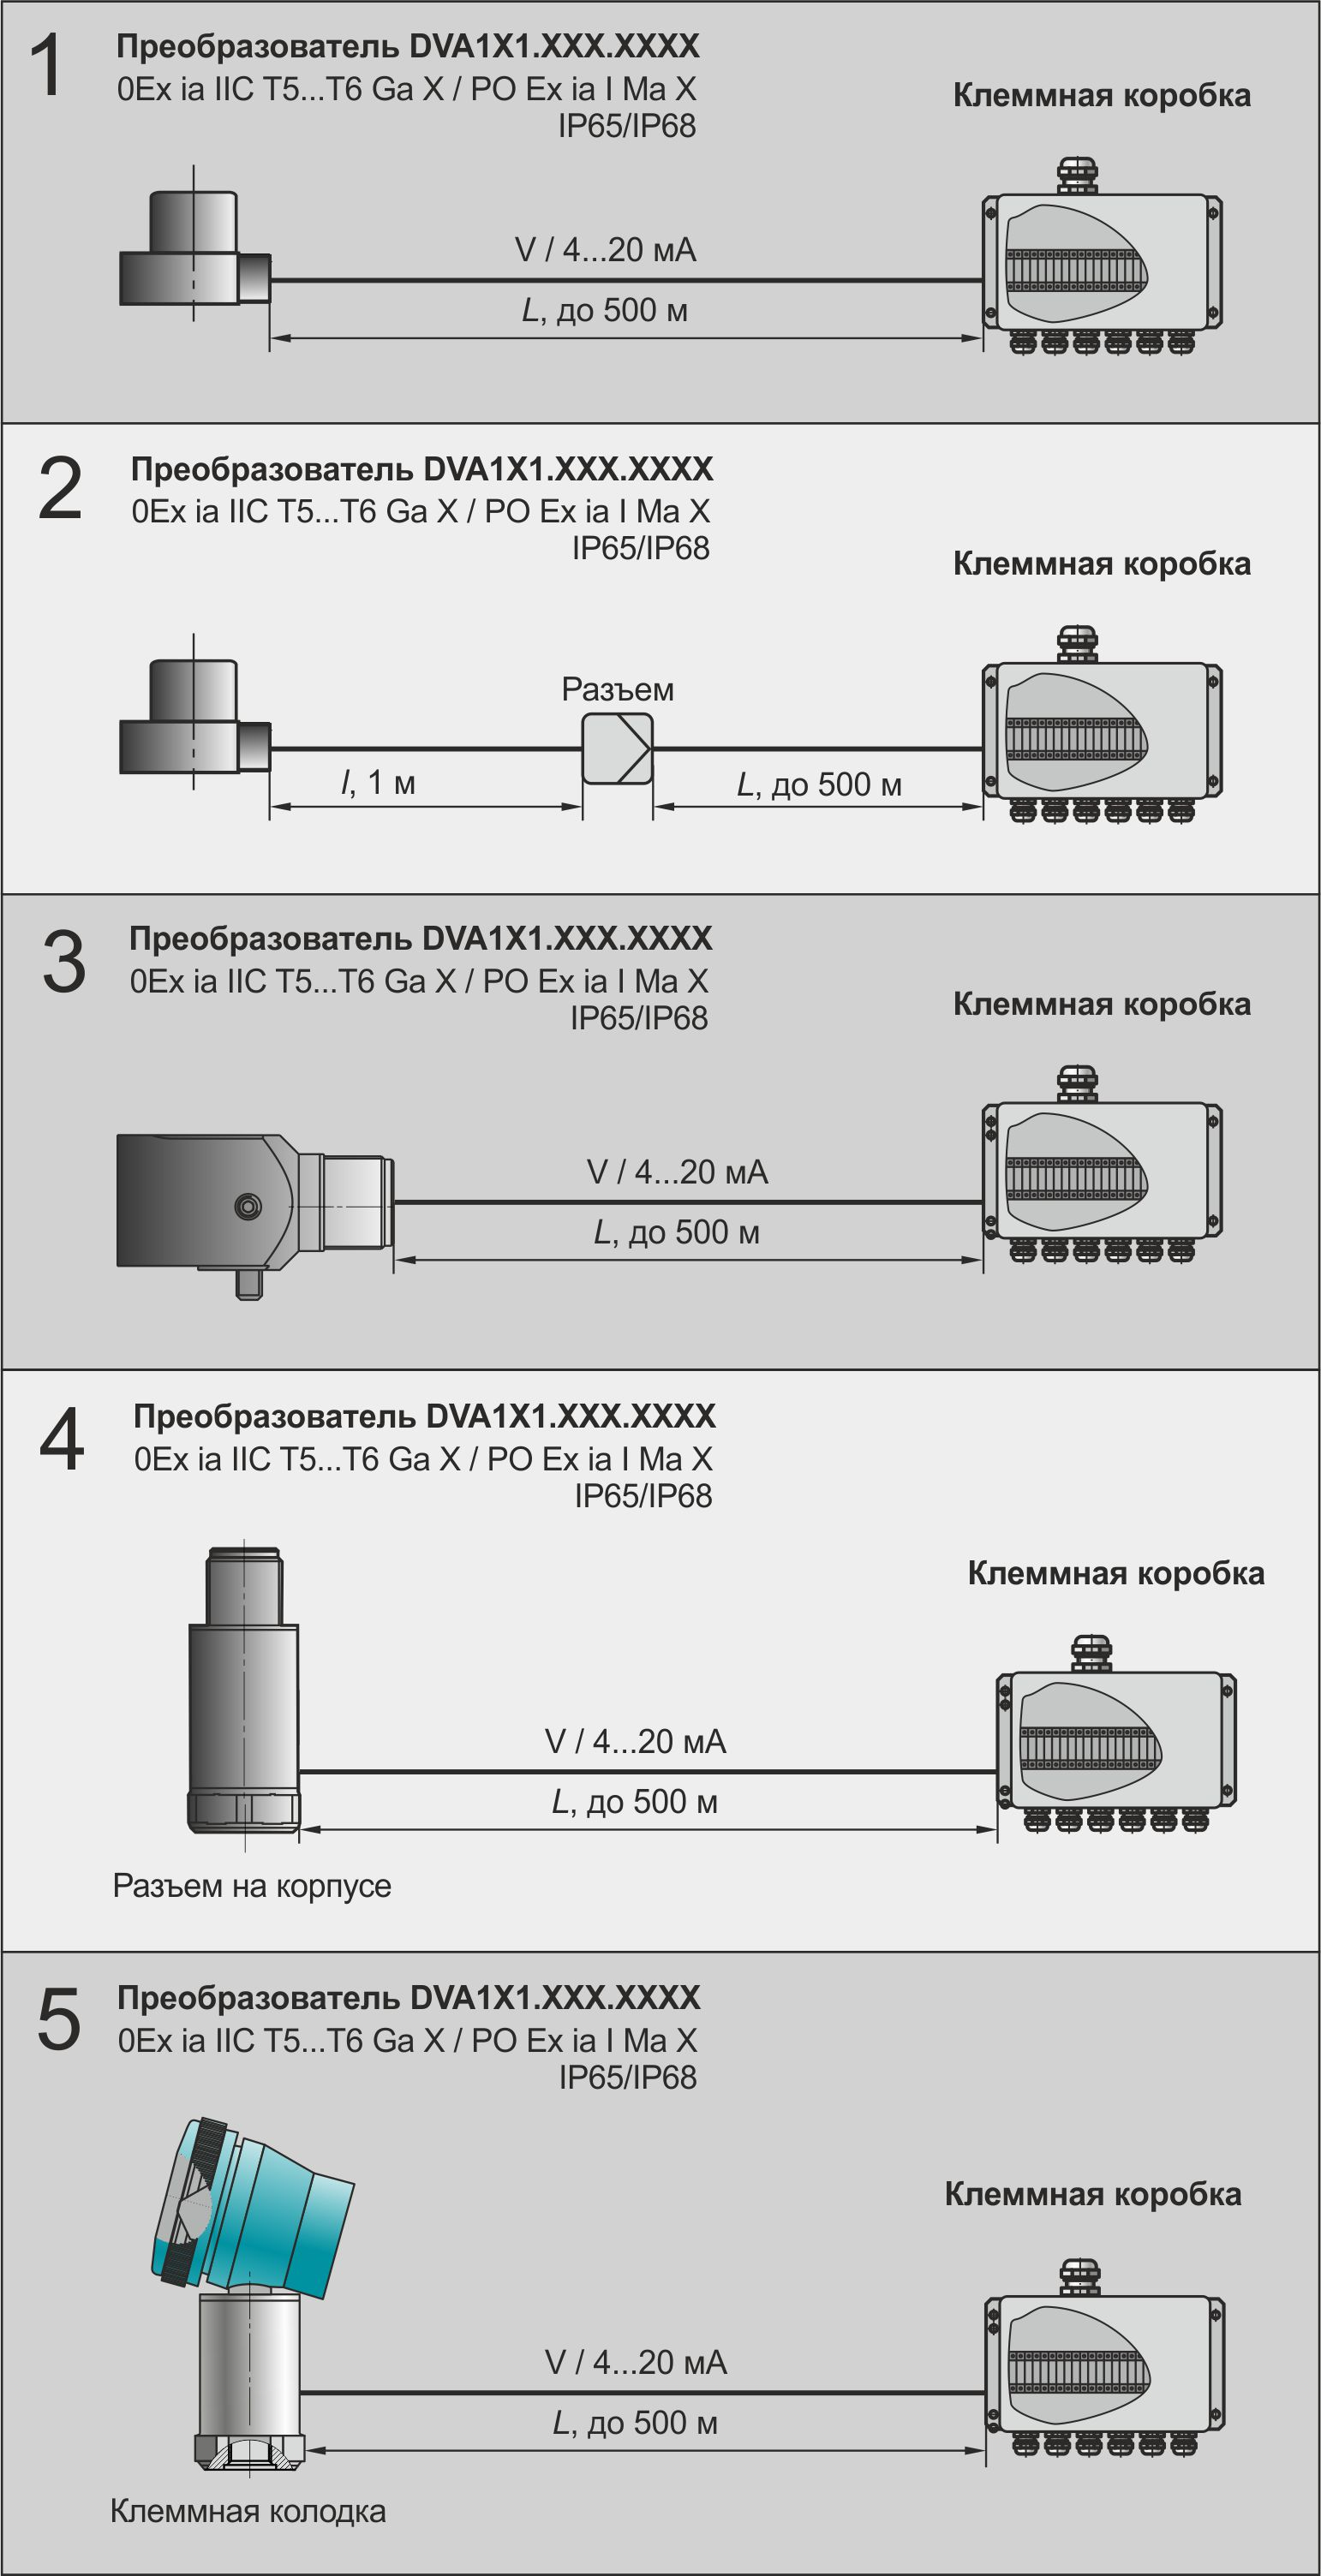 1
Преобразователь DVA1X1.XXX.XXXX
0Ex ia IIC T5...T6 Ga X / PO Ex ia I Ma X
IP65/IP68
Клеммная коробка
V / 4...20 мА
L, до 500 м
2
Преобразователь DVA1X1.XXX.XXXX
0Ex ia IIC T5...T6 Ga X / PO Ex ia I Ma X
IP65/IP68
Клеммная коробка
Разъем
l, 1 м
L, до 500 м
3
Преобразователь DVA1X1.XXX.XXXX
0Ex ia IIC T5...T6 Ga X / PO Ex ia I Ma X
IP65/IP68
Клеммная коробка
V / 4...20 мА
L, до 500 м
4
Преобразователь DVA1X1.XXX.XXXX
0Ex ia IIC T5...T6 Ga X / PO Ex ia I Ma X
IP65/IP68
Клеммная коробка
V / 4...20 мА
L, до 500 м
Разъем на корпусе
5
Преобразователь DVA1X1.XXX.XXXX
0Ex ia IIC T5...T6 Ga X / PO Ex ia I Ma X
IP65/IP68
Клеммная коробка
V / 4...20 мА
L, до 500 м
Клеммная колодка